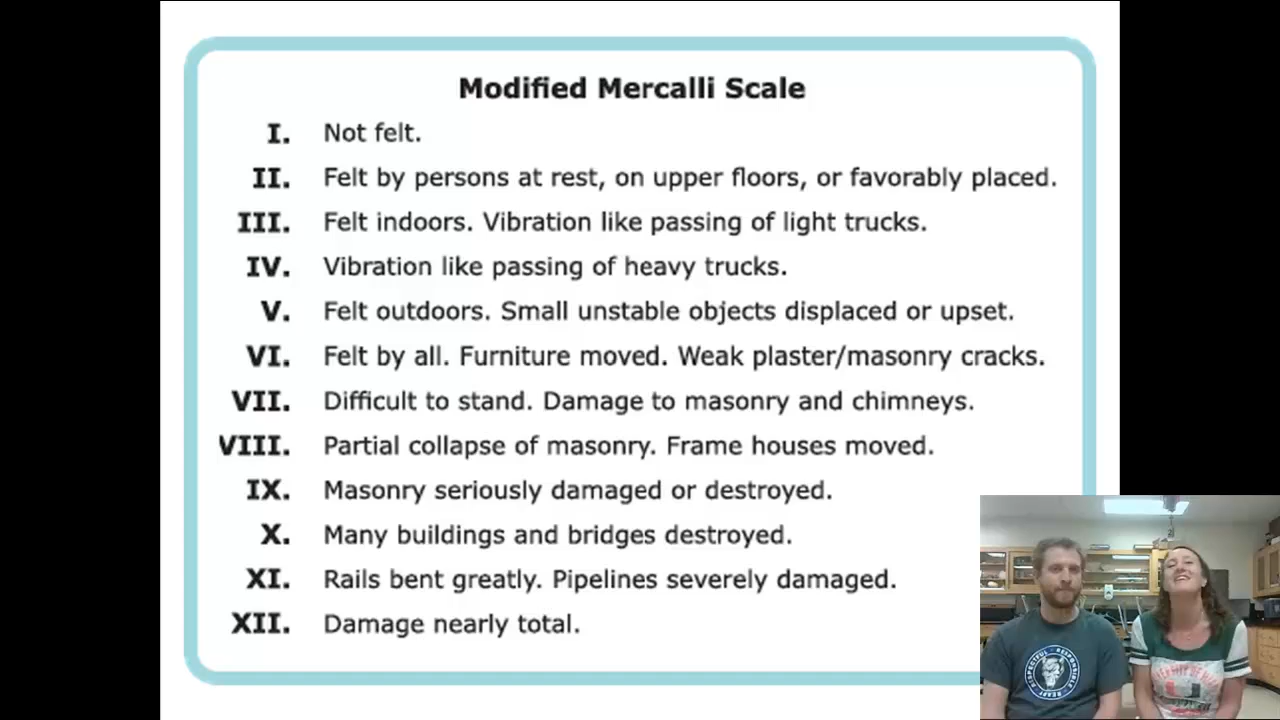 Modified Mercalli Scale
I. Not felt.
II. Felt by persons at rest, on upper floors, or favorably placed.
III. Felt indoors. Vibration like passing of light trucks.
IV. Vibration like passing of heavy trucks.
V. Felt outdoors. Small unstable objects displaced or upset.
VI. Felt by all. Furniture moved. Weak plaster/masonry cracks.
VII. Difficult to stand. Damage to masonry and chimneys.
VIII. Partial collapse of masonry. Frame houses moved.
IX. Masonry seriously damaged or destroyed.
X. Many buildings and bridges destroyed.
XI. Rails bent greatly. Pipelines severely damaged.
XII. Damage nearly total.
RESPECTFUL · RESPONSIBLE
READY
U